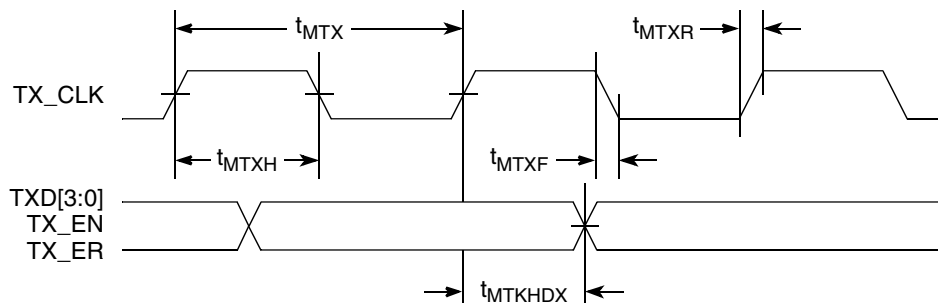 tMTX
tMTXR
TX_CLK
tMTXH
tMTXF
TXD[3:0]
TX_EN
TX_ER
tMTKHDX